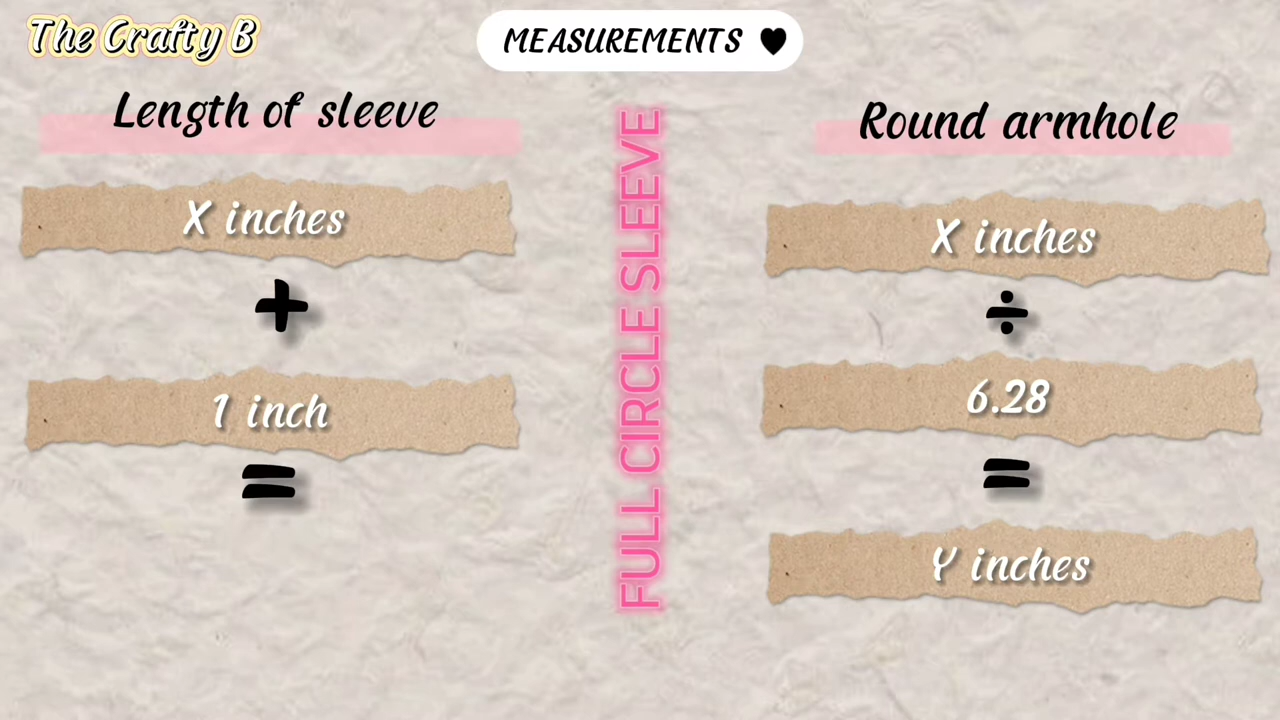 The Crafty B
MEASUREMENTS ♥
Length of sleeve
X inches
+
1 inch
=
FULL CIRCLE SLEEVE
Round armhole
X inches
÷
6.28
=
Y inches